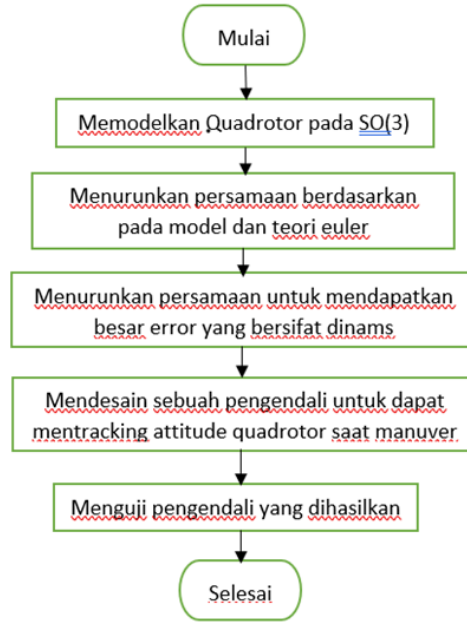 Mulai
Memodelkan Quadrotor pada SO(3)
Menurunkan persamaan berdasarkan
pada model dan teori euler
Menurunkan persamaan untuk mendapatkan
besar error yang bersifat dinams
Mendesain sebuah pengendali untuk dapat
mentracking attitude quadrotor saat manuver
Menguji pengendali yang dihasilkan
Selesai